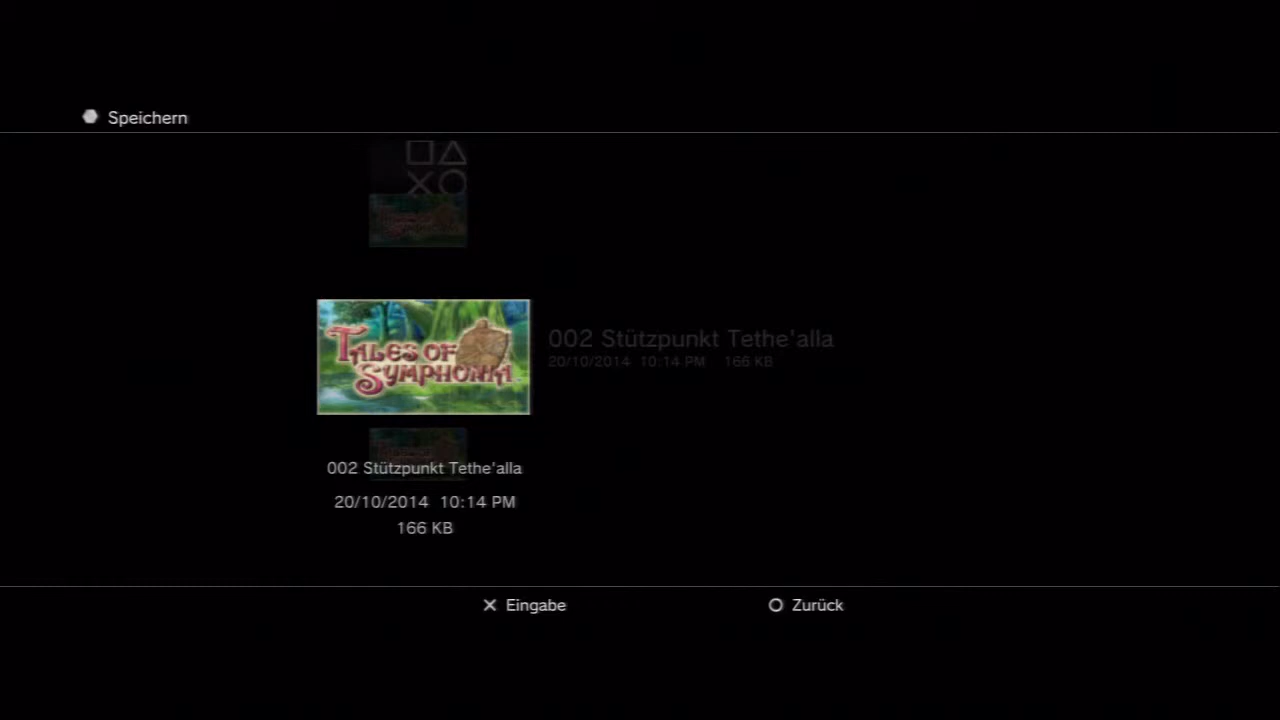 Speichern
TALES OF
SYMPHONIA
002 Stützpunkt Tethe'alla
20/10/2014 10:14 PM 166 KB
002 Stützpunkt Tethe'alla
20/10/2014 10:14 PM
166 KB
Eingabe
Zurück